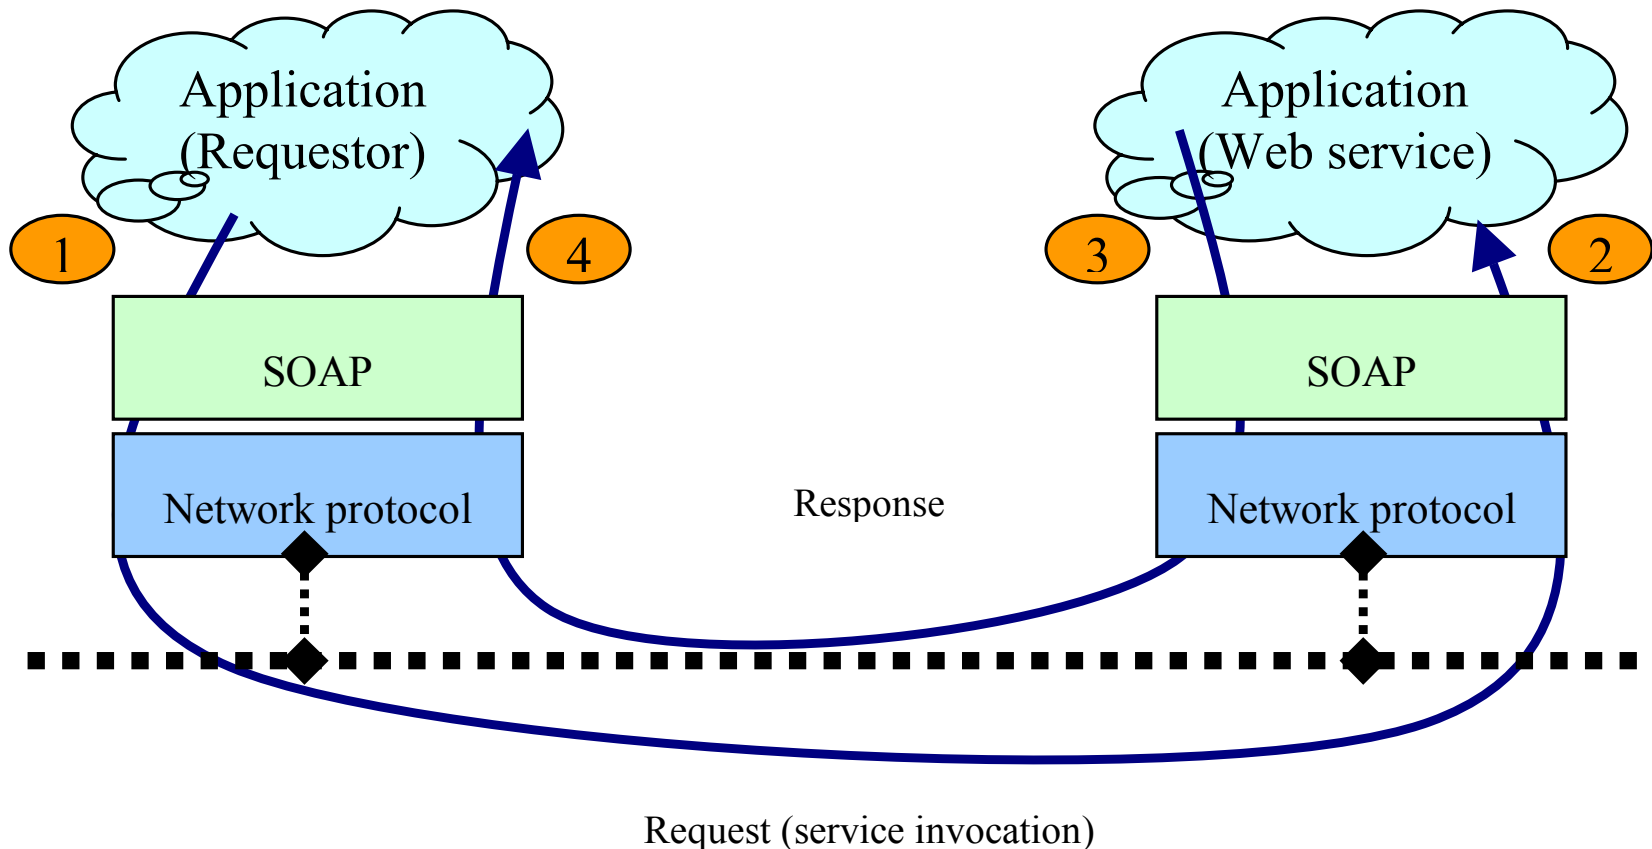 Application
(Requestor)
Application
(Web service)
1
4
3
2
SOAP
SOAP
Network protocol
Response
Network protocol
Request (service invocation)